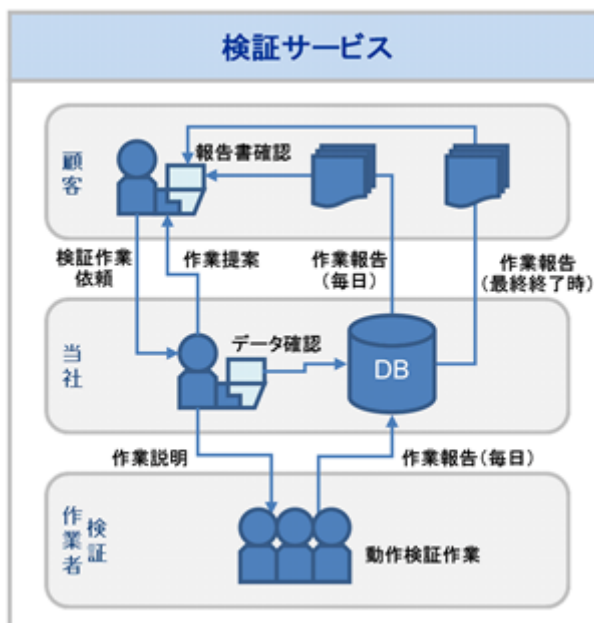 検証サービス
顧客
報告書確認
検証作業
依頼
作業提案
作業報告
(毎日)
作業報告
(最終終了時)
当社
データ確認
DB
作業説明
作業報告(毎日)
検証
作業者
動作検証作業